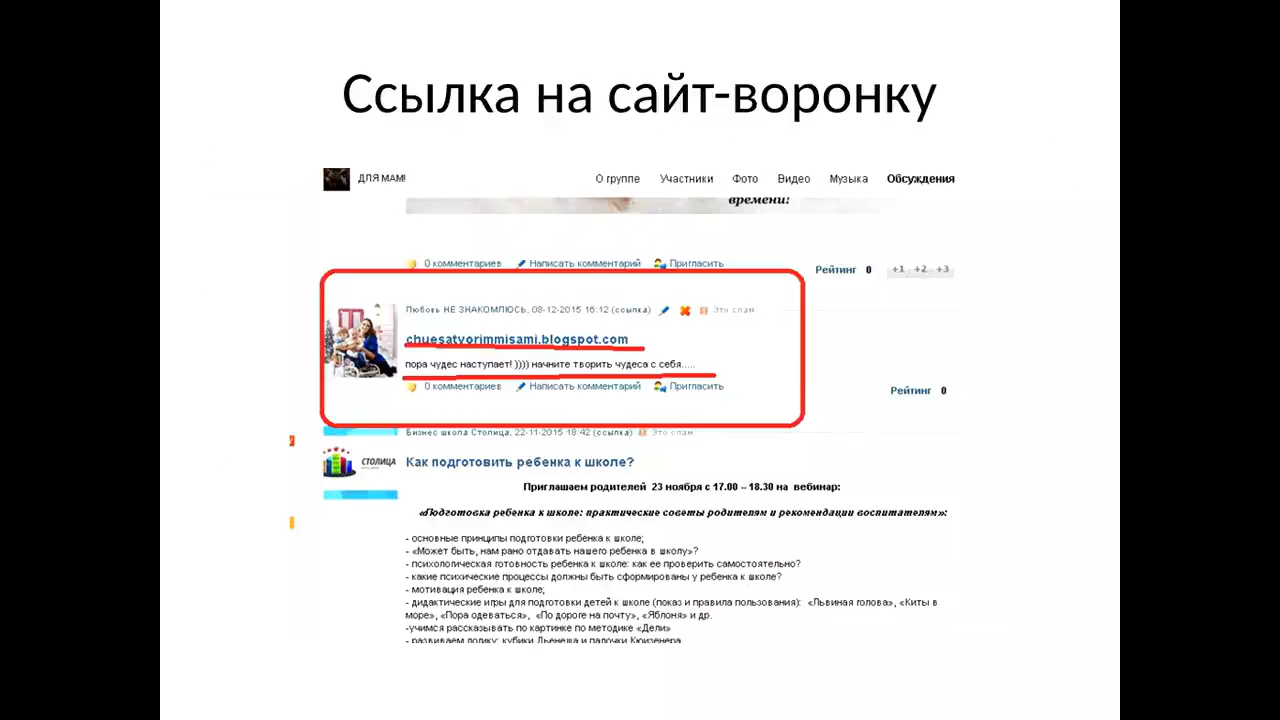 Ссылка на сайт-воронку
ДЛЯ МАМ! О группе Участники Фото Видео Музыка Обсуждения
времени!
0 комментариев Написать комментарий Пригласить
Рейтинг 0 +1 +2 +3
Любовь НЕ ЗНАКОМЛЮСЬ, 08-12-2015 16:12 (ссылка) Это спам
chuesatvorimmisami.blogspot.com
пора чудес наступает! )))) начните творить чудеса с себя.....
0 комментариев Написать комментарий Пригласить
Рейтинг 0
Бизнес школа Столица, 22-11-2015 18:42 (ссылка) Это спам
СТОЛИЦА
Как подготовить ребенка к школе?
Приглашаем родителей 23 ноября с 17.00 – 18.30 на вебинар:
«Подготовка ребенка к школе: практические советы родителям и рекомендации воспитателям»:
- основные принципы подготовки ребенка к школе;
- «Может быть, нам рано отдавать нашего ребенка в школу»?
- психологическая готовность ребенка к школе: как ее проверить самостоятельно?
- какие психические процессы должны быть сформированы у ребенка к школе?
- мотивация ребенка к школе;
- дидактические игры для подготовки детей к школе (показ и правила пользования): «Львиная голова», «Киты в
море», «Пора одеваться», «По дороге на почту», «Яблоня» и др.
-учимся рассказывать по картинке по методике «Дели»
- развиваем логику: кубики Дьенеша и палочки Кюизенера